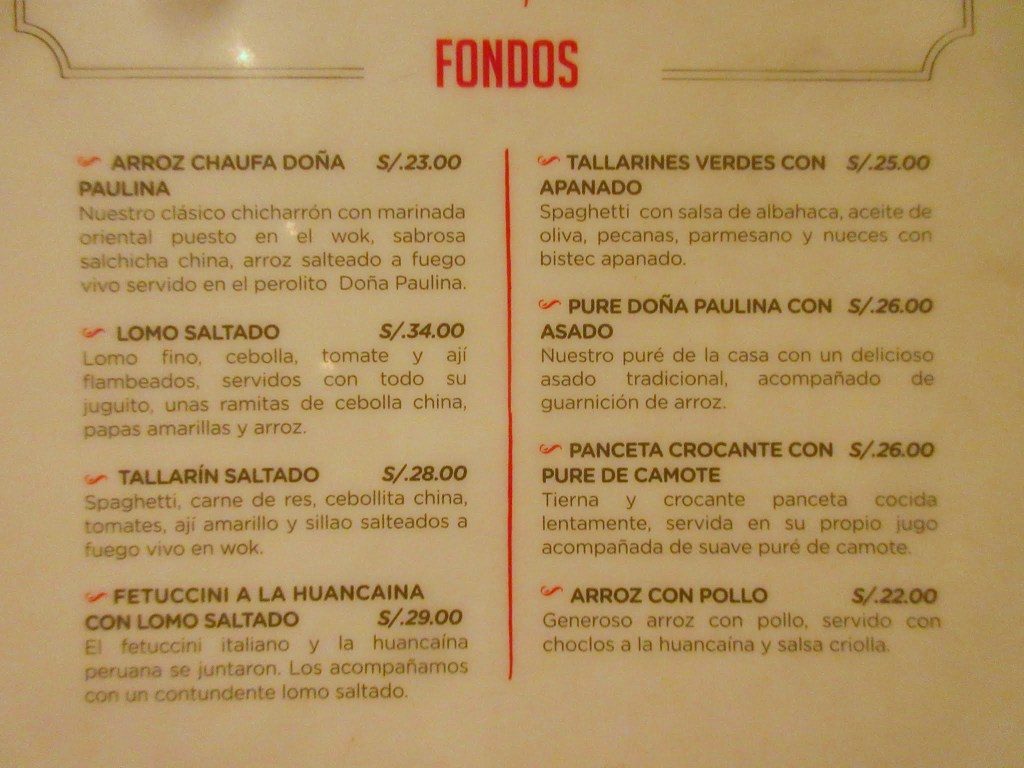 FONDOS
ARROZ CHAUFA DOÑA S/.23.00
PAULINA
Nuestro clásico chicharrón con marinada
oriental puesto en el wok, sabrosa
salchicha china, arroz salteado a fuego
vivo servido en el perolito Doña Paulina.
LOMO SALTADO S/.34.00
Lomo fino, cebolla, tomate y ají
flambeados, servidos con todo su
juguito, unas ramitas de cebolla china,
papas amarillas y arroz.
TALLARÍN SALTADO S/.28.00
Spaghetti, carne de res, cebollita china,
tomates, ají amarillo y sillao salteados a
fuego vivo en wok.
FETUCCINI A LA HUANCAINA
CON LOMO SALTADO S/.29.00
El fetuccini italiano y la huancaína
peruana se juntaron. Los acompañamos
con un contundente lomo saltado.
TALLARINES VERDES CON S/.25.00
APANADO
Spaghetti con salsa de albahaca, aceite de
oliva, pecanas, parmesano y nueces con
bistec apanado.
PURE DOÑA PAULINA CON S/.26.00
ASADO
Nuestro puré de la casa con un delicioso
asado tradicional, acompañado de
guarnición de arroz.
PANCETA CROCANTE CON S/.26.00
PURE DE CAMOTE
Tierna y crocante panceta cocida
lentamente, servida en su propio jugo
acompañada de suave puré de camote.
ARROZ CON POLLO S/.22.00
Generoso arroz con pollo, servido con
choclos a la huancaína y salsa criolla.